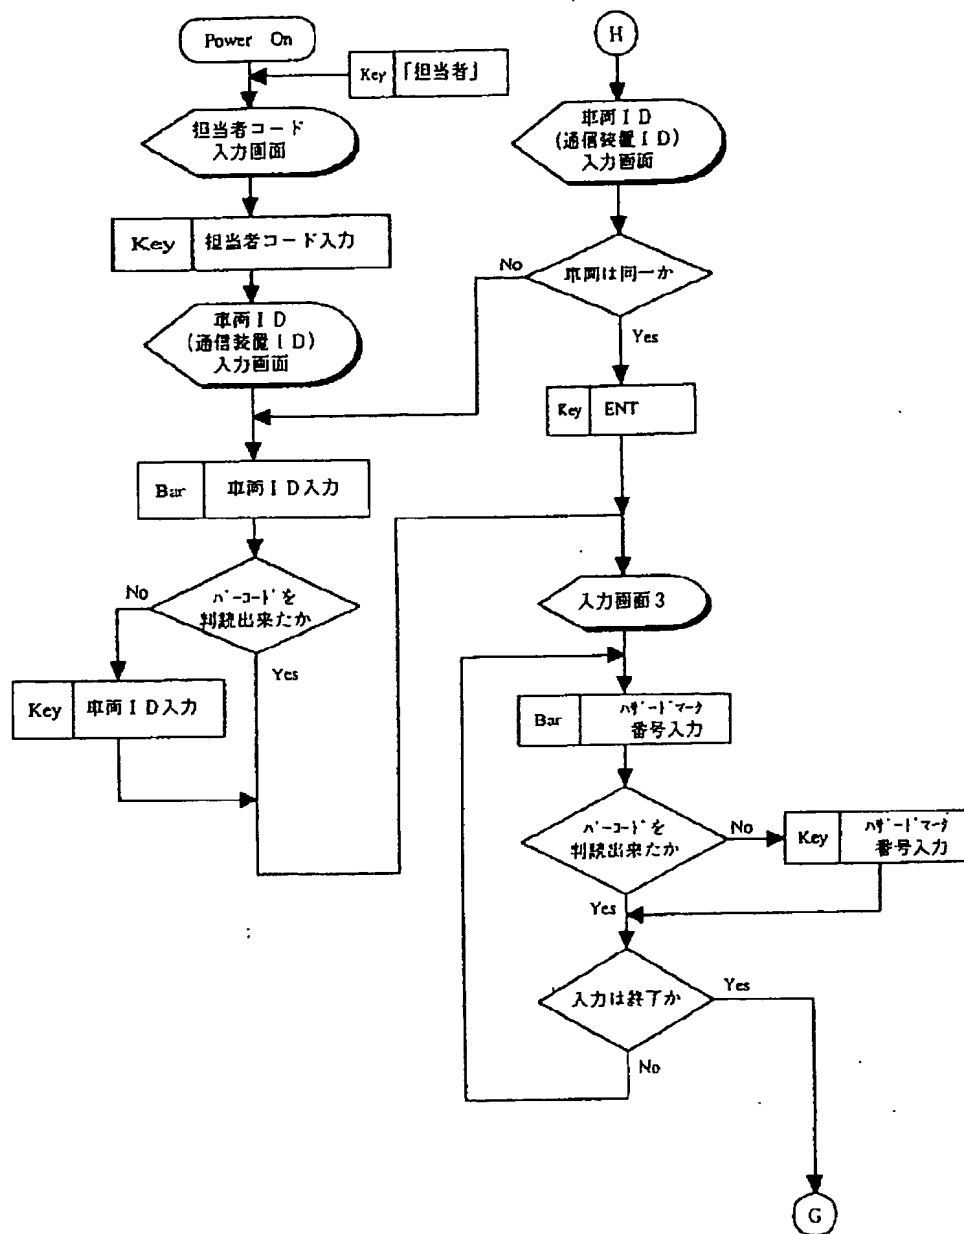 Power On
Key 「担当者」
担当者コード
入力画面
Key 担当者コード入力
車両ID
(通信装置ID)
入力画面
Bar 車両ID入力
バーコードを
判読出来たか
No
Yes
Key 車両ID入力
H
車両ID
(通信装置ID)
入力画面
車両は同一か
No
Yes
Key ENT
入力画面3
Bar ハザードマーク
番号入力
バーコードを
判読出来たか
No
Key ハザードマーク
番号入力
Yes
入力は終了か
Yes
No
G